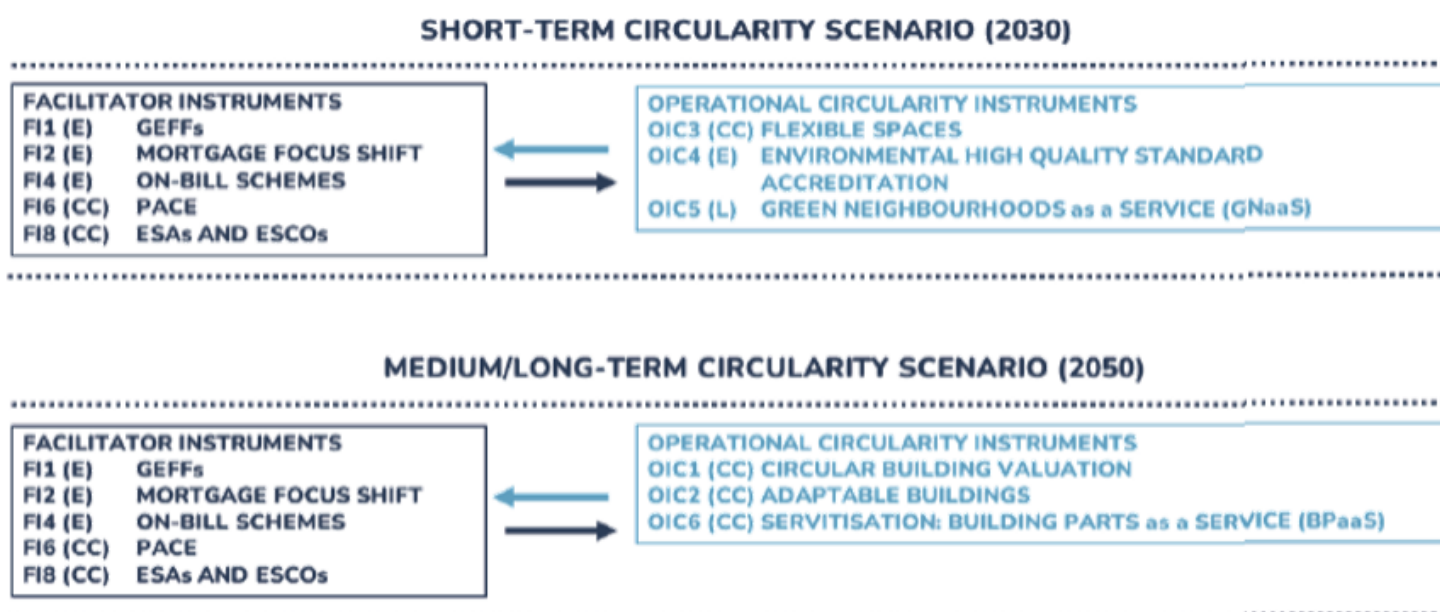 SHORT-TERM CIRCULARITY SCENARIO (2030)
FACILITATOR INSTRUMENTS
FI1 (E) GEFFs
FI2 (E) MORTGAGE FOCUS SHIFT
FI4 (E) ON-BILL SCHEMES
FI6 (CC) PACE
FI8 (CC) ESAs AND ESCOs
OPERATIONAL CIRCULARITY INSTRUMENTS
OIC3 (CC) FLEXIBLE SPACES
OIC4 (E) ENVIRONMENTAL HIGH QUALITY STANDARD
ACCREDITATION
OIC5 (L) GREEN NEIGHBOURHOODS as a SERVICE (GNaaS)
MEDIUM/LONG-TERM CIRCULARITY SCENARIO (2050)
FACILITATOR INSTRUMENTS
FI1 (E) GEFFs
FI2 (E) MORTGAGE FOCUS SHIFT
FI4 (E) ON-BILL SCHEMES
FI6 (CC) PACE
FI8 (CC) ESAs AND ESCOs
OPERATIONAL CIRCULARITY INSTRUMENTS
OIC1 (CC) CIRCULAR BUILDING VALUATION
OIC2 (CC) ADAPTABLE BUILDINGS
OIC6 (CC) SERVITISATION: BUILDING PARTS as a SERVICE (BPaaS)